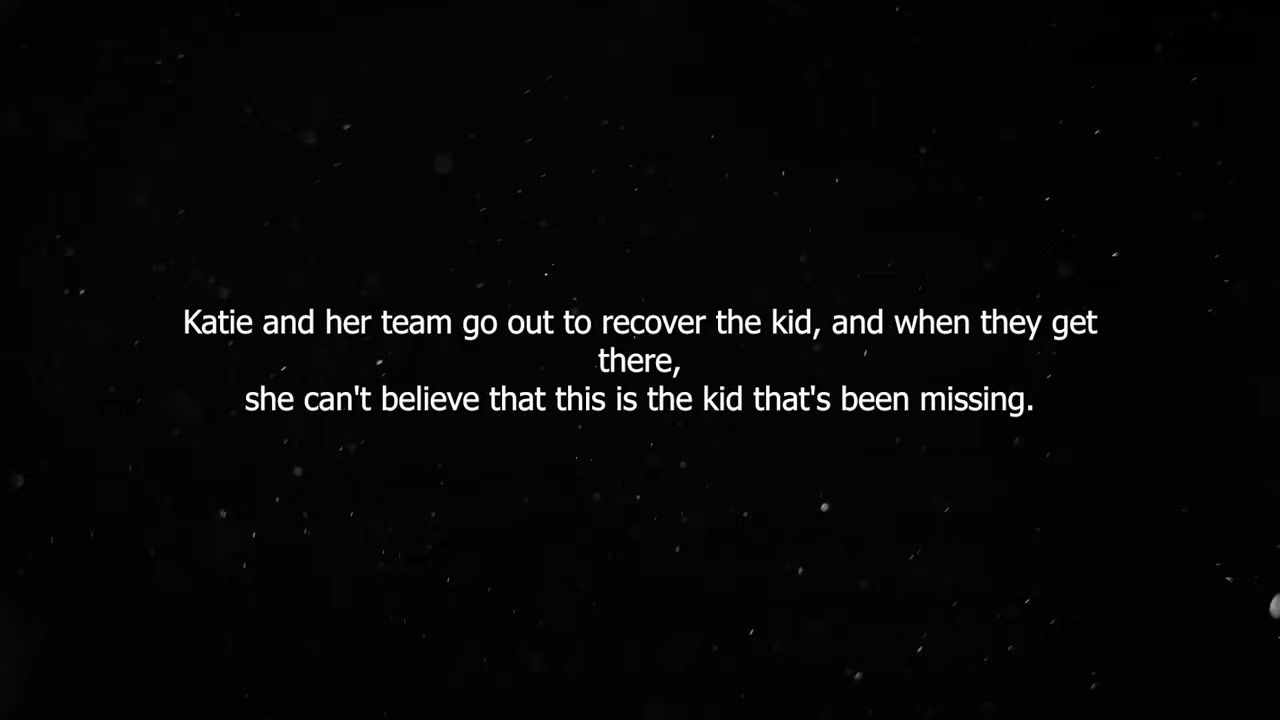 Katie and her team go out to recover the kid, and when they get
there,
she can't believe that this is the kid that's been missing.